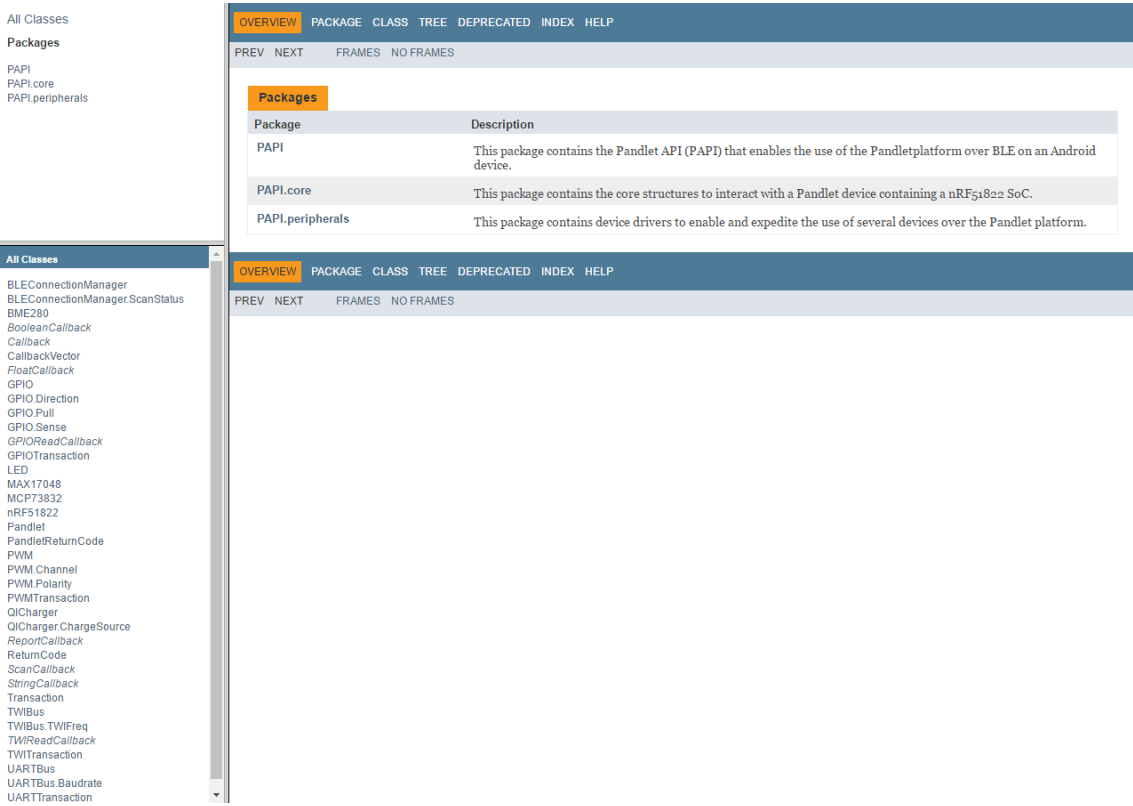 All Classes
Packages
PAPI
PAPI.core
PAPI.peripherals
All Classes
BLEConnectionManager
BLEConnectionManager.ScanStatus
BME280
BooleanCallback
Callback
CallbackVector
FloatCallback
GPIO
GPIO.Direction
GPIO.Pull
GPIO.Sense
GPIOReadCallback
GPIOTransaction
LED
MAX17048
MCP73832
nRF51822
Pandlet
PandletReturnCode
PWM
PWM.Channel
PWM.Polarity
PWMTransaction
QICharger
QICharger.ChargeSource
ReportCallback
ReturnCode
ScanCallback
StringCallback
Transaction
TWIBus
TWIBus.TWIFreq
TWIReadCallback
TWITransaction
UARTBus
UARTBus.Baudrate
UARTTransaction
OVERVIEW PACKAGE CLASS TREE DEPRECATED INDEX HELP
PREV NEXT FRAMES NO FRAMES
Packages
Package Description
PAPI This package contains the Pandlet API (PAPI) that enables the use of the Pandletplatform over BLE on an Android
device.
PAPI.core This package contains the core structures to interact with a Pandlet device containing a nRF51822 SoC.
PAPI.peripherals This package contains device drivers to enable and expedite the use of several devices over the Pandlet platform.
OVERVIEW PACKAGE CLASS TREE DEPRECATED INDEX HELP
PREV NEXT FRAMES NO FRAMES